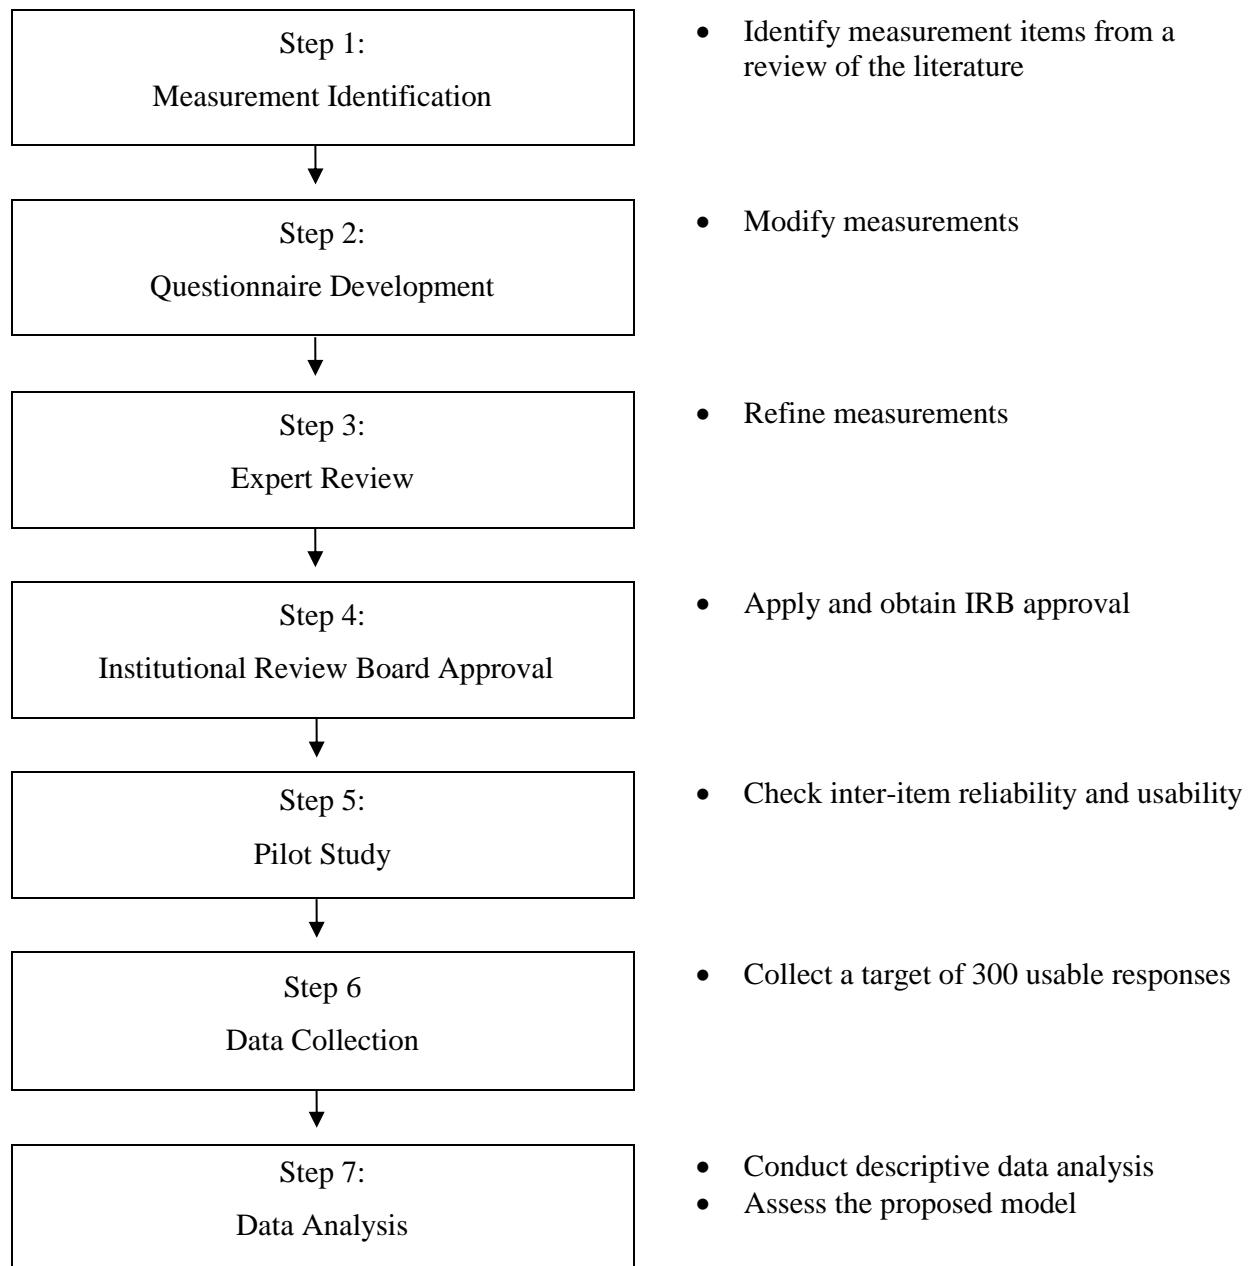 Step 1:
Measurement Identification
• Identify measurement items from a
review of the literature
Step 2:
Questionnaire Development
• Modify measurements
Step 3:
Expert Review
• Refine measurements
Step 4:
Institutional Review Board Approval
• Apply and obtain IRB approval
Step 5:
Pilot Study
• Check inter-item reliability and usability
Step 6
Data Collection
• Collect a target of 300 usable responses
Step 7:
Data Analysis
• Conduct descriptive data analysis
• Assess the proposed model